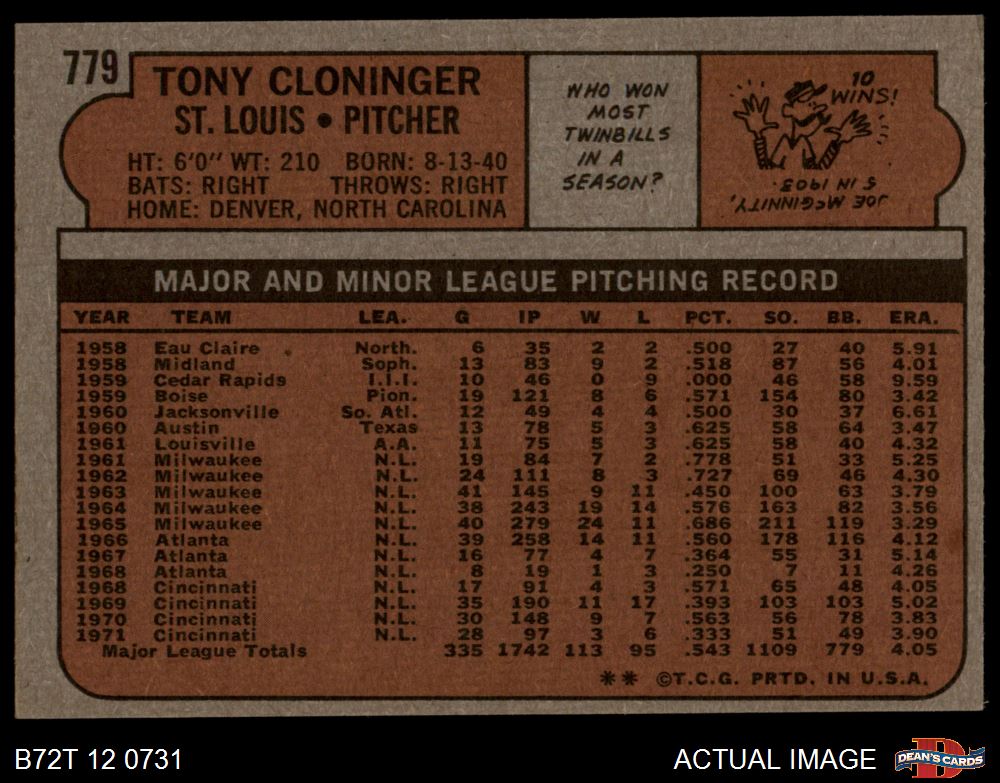 779
TONY CLONINGER
ST. LOUIS • PITCHER
HT: 6'0" WT: 210 BORN: 8-13-40
BATS: RIGHT THROWS: RIGHT
HOME: DENVER, NORTH CAROLINA
WHO WON
MOST
TWINBILLS
IN A
SEASON?
10
WINS!
JOE McGINNITY,
5 IN 1903.
MAJOR AND MINOR LEAGUE PITCHING RECORD
YEAR TEAM LEA. G IP W L PCT. SO. BB. ERA.
1958 Eau Claire North. 6 35 2 2 .500 27 40 5.91
1958 Midland Soph. 13 83 9 2 .518 87 56 4.01
1959 Cedar Rapids I.I.I. 10 46 0 9 .000 46 58 9.59
1959 Boise Pion. 19 121 8 6 .571 154 80 3.42
1960 Jacksonville So. Atl. 12 49 4 4 .500 30 37 6.61
1960 Austin Texas 13 78 5 3 .625 58 64 3.47
1961 Louisville A.A. 11 75 5 3 .625 58 40 4.32
1961 Milwaukee N.L. 19 84 7 2 .778 51 33 5.25
1962 Milwaukee N.L. 24 111 8 3 .727 69 46 4.30
1963 Milwaukee N.L. 41 145 9 11 .450 100 63 3.79
1964 Milwaukee N.L. 38 243 19 14 .576 163 82 3.56
1965 Milwaukee N.L. 40 279 24 11 .686 211 119 3.29
1966 Atlanta N.L. 39 258 14 11 .560 178 116 4.12
1967 Atlanta N.L. 16 77 4 7 .364 55 31 5.14
1968 Atlanta N.L. 8 19 1 3 .250 7 11 4.26
1968 Cincinnati N.L. 17 91 4 3 .571 65 48 4.05
1969 Cincinnati N.L. 35 190 11 17 .393 103 103 5.02
1970 Cincinnati N.L. 30 148 9 7 .563 56 78 3.83
1971 Cincinnati N.L. 28 97 3 6 .333 51 49 3.90
Major League Totals 335 1742 113 95 .543 1109 779 4.05
** ©T.C.G. PRTD. IN U.S.A.
B72T 12 0731
ACTUAL IMAGE
D
DEAN'S CARDS